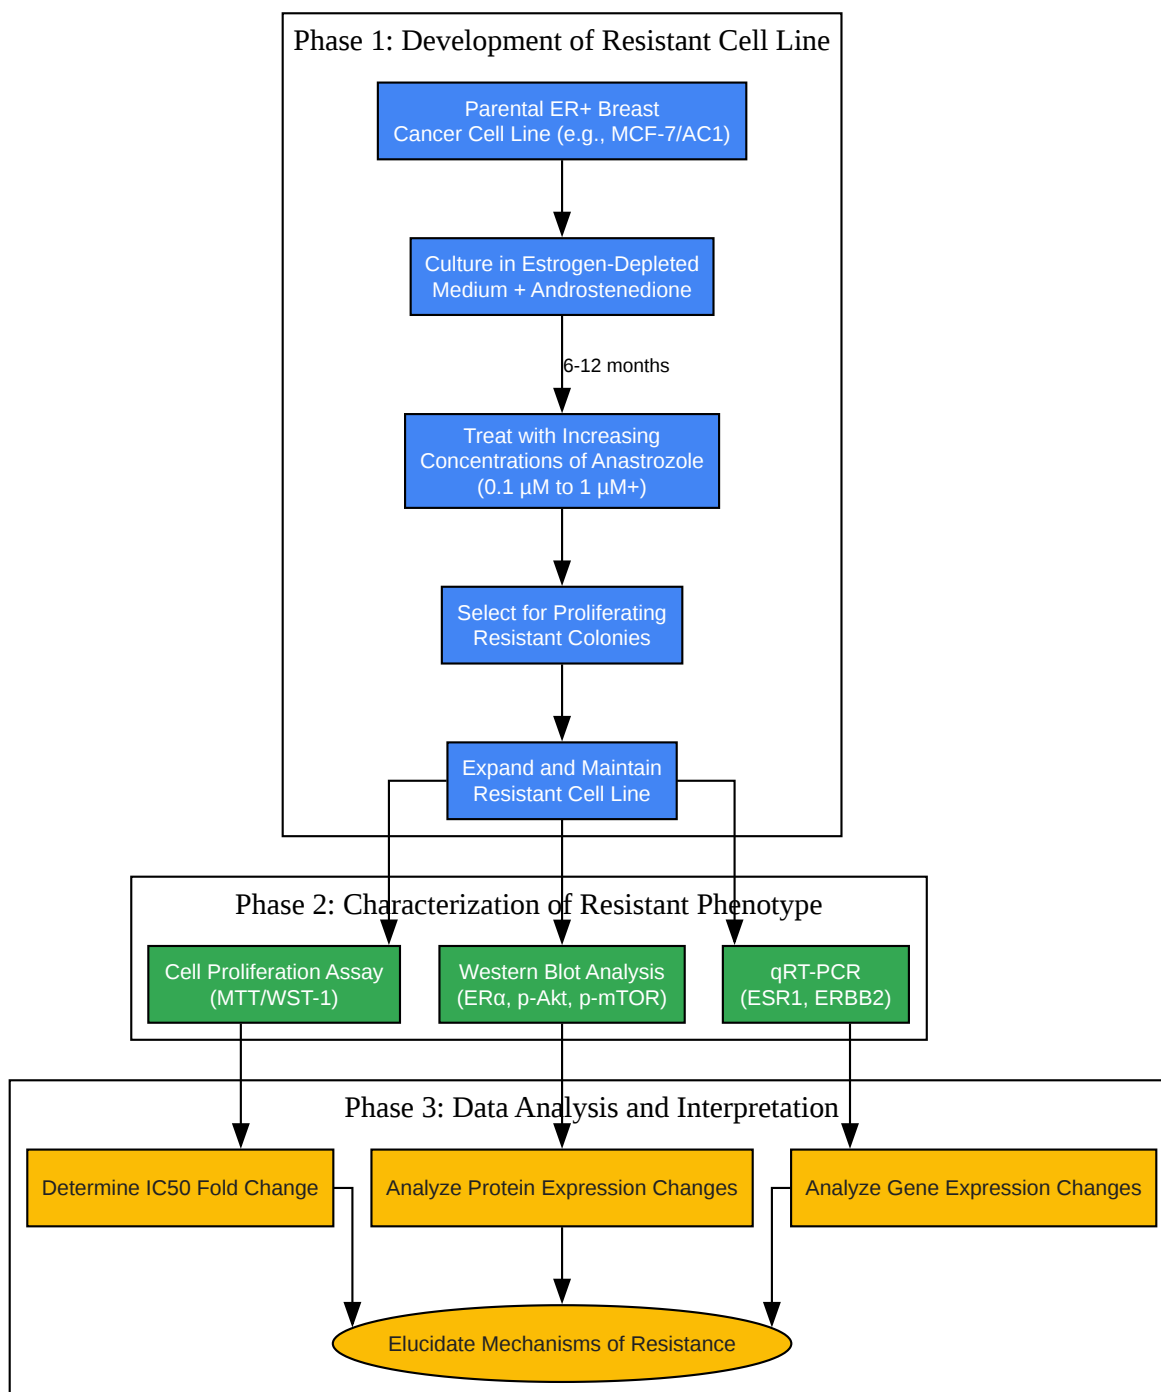 Phase 1: Development of Resistant Cell Line
Parental ER+ Breast
Cancer Cell Line (e.g., MCF-7/AC1)
Culture in Estrogen-Depleted
Medium + Androstenedione
6-12 months
Treat with Increasing
Concentrations of Anastrozole
(0.1 µM to 1 µM+)
Select for Proliferating
Resistant Colonies
Expand and Maintain
Resistant Cell Line
Phase 2: Characterization of Resistant Phenotype
Cell Proliferation Assay
(MTT/WST-1)
Western Blot Analysis
(ERα, p-Akt, p-mTOR)
qRT-PCR
(ESR1, ERBB2)
Phase 3: Data Analysis and Interpretation
Determine IC50 Fold Change
Analyze Protein Expression Changes
Analyze Gene Expression Changes
Elucidate Mechanisms of Resistance